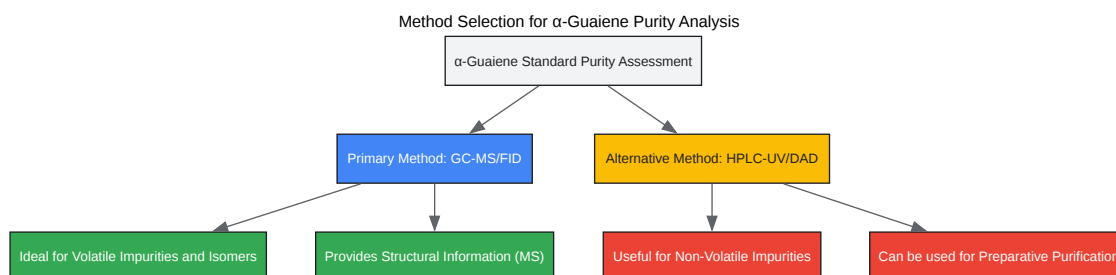 Method Selection for α-Guaiene Purity Analysis
α-Guaiene Standard Purity Assessment
Primary Method: GC-MS/FID
Alternative Method: HPLC-UV/DAD
Ideal for Volatile Impurities and Isomers
Provides Structural Information (MS)
Useful for Non-Volatile Impurities
Can be used for Preparative Purification